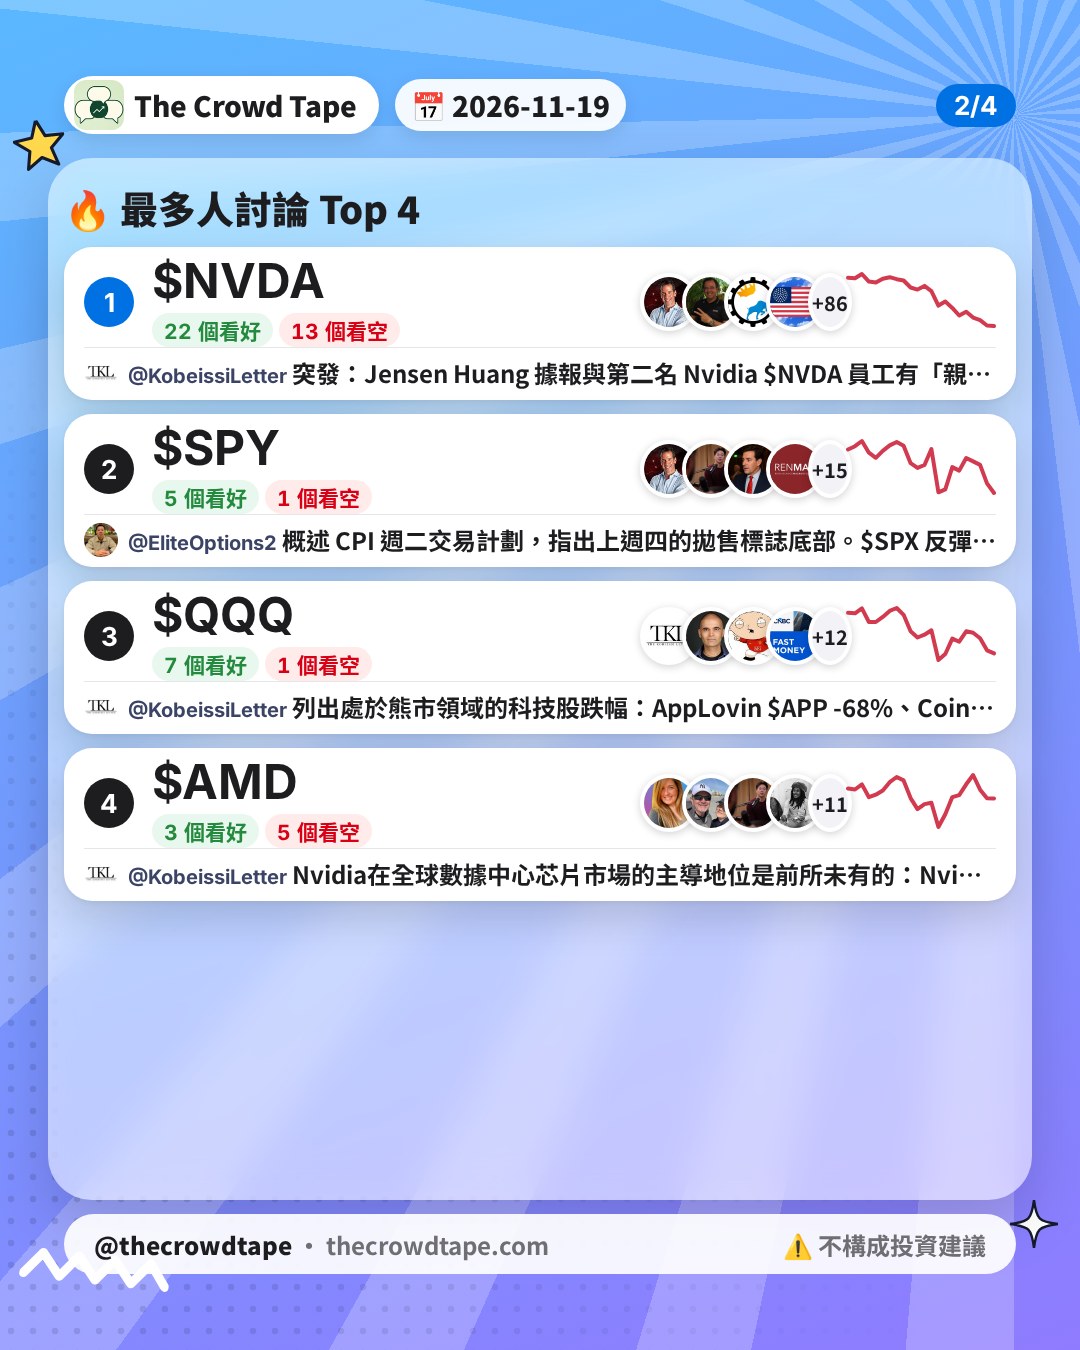 The Crowd Tape
📅 2026-11-19
2/4
🔥 最多人討論 Top 4
1
$NVDA
22 個看好 13 個看空
+86
TKL @KobeissiLetter 突發：Jensen Huang 據報與第二名 Nvidia $NVDA 員工有「親…
2
$SPY
5 個看好 1 個看空
RENMA
+15
@EliteOptions2 概述 CPI 週二交易計劃，指出上週四的拋售標誌底部。$SPX 反彈…
3
$QQQ
7 個看好 1 個看空
TKL
CNBC
FAST
MONEY
+12
TKL @KobeissiLetter 列出處於熊市領域的科技股跌幅：AppLovin $APP -68%、Coin…
4
$AMD
3 個看好 5 個看空
+11
TKL @KobeissiLetter Nvidia在全球數據中心芯片市場的主導地位是前所未有的：Nvi…
@thecrowdtape • thecrowdtape.com
⚠️ 不構成投資建議